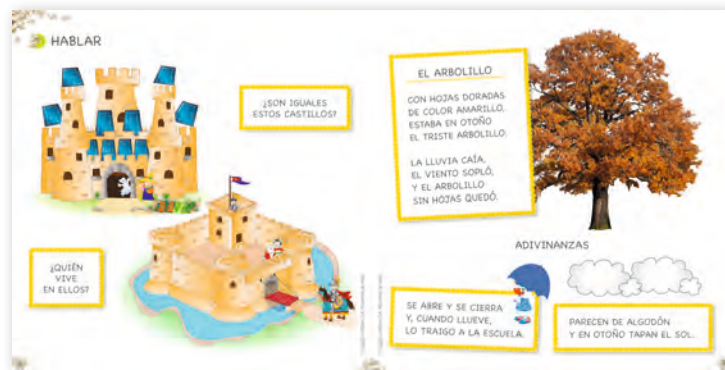 HABLAR
¿SON IGUALES
ESTOS CASTILLOS?
¿QUIÉN
VIVE
EN ELLOS?
EL ARBOLILLO
CON HOJAS DORADAS
DE COLOR AMARILLO,
ESTABA EN OTOÑO
EL TRISTE ARBOLILLO.
LA LLUVIA CAÍA,
EL VIENTO SOPLÓ,
Y EL ARBOLILLO
SIN HOJAS QUEDÓ.
ADIVINANZAS
SE ABRE Y SE CIERRA
Y, CUANDO LLUEVE,
LO TRAIGO A LA ESCUELA.
PARECEN DE ALGODÓN
Y EN OTOÑO TAPAN EL SOL.